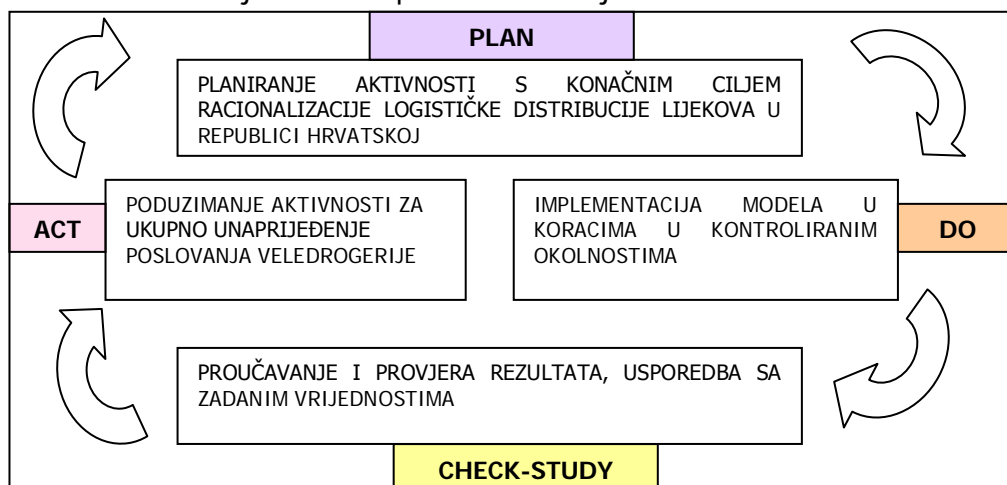 PLAN
PLANIRANJE AKTIVNOSTI S KONAČNIM CILJEM
RACIONALIZACIJE LOGISTIČKE DISTRIBUCIJE LIJEKOVA U
REPUBLICI HRVATSKOJ
ACT
PODUZIMANJE AKTIVNOSTI ZA
UKUPNO UNAPRIJEĐENJE
POSLOVANJA VELEDROGERIJE
IMPLEMENTACIJA MODELA U
KORACIMA U KONTROLIRANIM
OKOLNOSTIMA
DO
PROUČAVANJE I PROVJERA REZULTATA, USPOREDBA SA
ZADANIM VRIJEDNOSTIMA
CHECK-STUDY